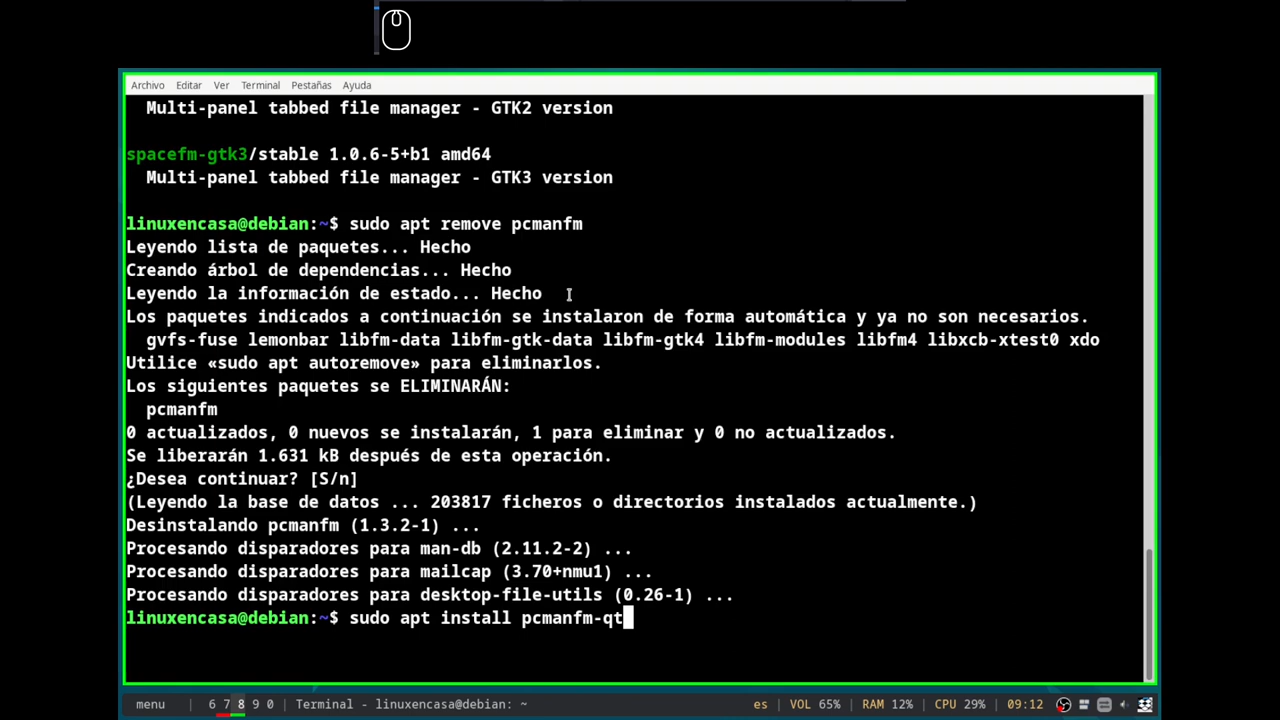 Archivo Editar Ver Terminal Pestañas Ayuda
Multi-panel tabbed file manager - GTK2 version
spacefm-gtk3/stable 1.0.6-5+b1 amd64
Multi-panel tabbed file manager - GTK3 version
linuxencasa@debian:~$ sudo apt remove pcmanfm
Leyendo lista de paquetes... Hecho
Creando árbol de dependencias... Hecho
Leyendo la información de estado... Hecho
Los paquetes indicados a continuación se instalaron de forma automática y ya no son necesarios.
gvfs-fuse lemonbar libfm-data libfm-gtk-data libfm-gtk4 libfm-modules libfm4 libxcb-xtest0 xdo
Utilice «sudo apt autoremove» para eliminarlos.
Los siguientes paquetes se ELIMINARÁN:
pcmanfm
0 actualizados, 0 nuevos se instalarán, 1 para eliminar y 0 no actualizados.
Se liberarán 1.631 kB después de esta operación.
¿Desea continuar? [S/n]
(Leyendo la base de datos ... 203817 ficheros o directorios instalados actualmente.)
Desinstalando pcmanfm (1.3.2-1) ...
Procesando disparadores para man-db (2.11.2-2) ...
Procesando disparadores para mailcap (3.70+nmu1) ...
Procesando disparadores para desktop-file-utils (0.26-1) ...
linuxencasa@debian:~$ sudo apt install pcmanfm-qt
menu | 6 7 8 9 0 | Terminal - linuxencasa@debian: ~ es | VOL 65% | RAM 12% | CPU 29% | 09:12